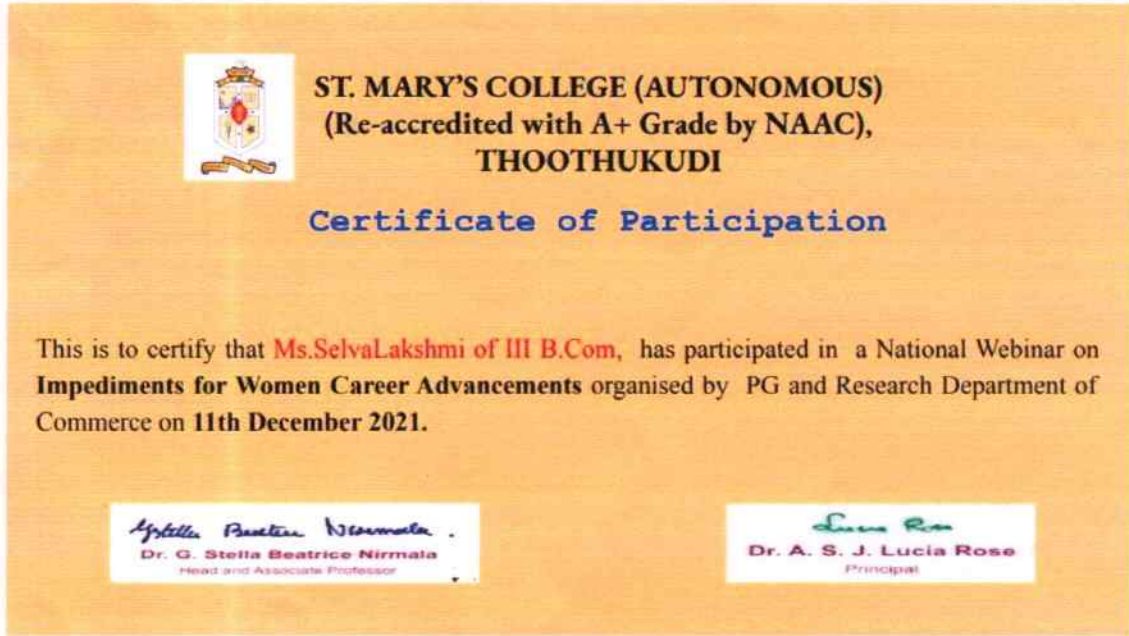 ST. MARY'S COLLEGE (AUTONOMOUS)
(Re-accredited with A+ Grade by NAAC),
THOOTHUKUDI
Certificate of Participation
This is to certify that Ms.SelvaLakshmi of III B.Com, has participated in a National Webinar on
Impediments for Women Career Advancements organised by PG and Research Department of
Commerce on 11th December 2021.
Dr. G. Stella Beatrice Nirmala
Head and Associate Professor
Lucia Rose
Dr. A. S. J. Lucia Rose
Principal